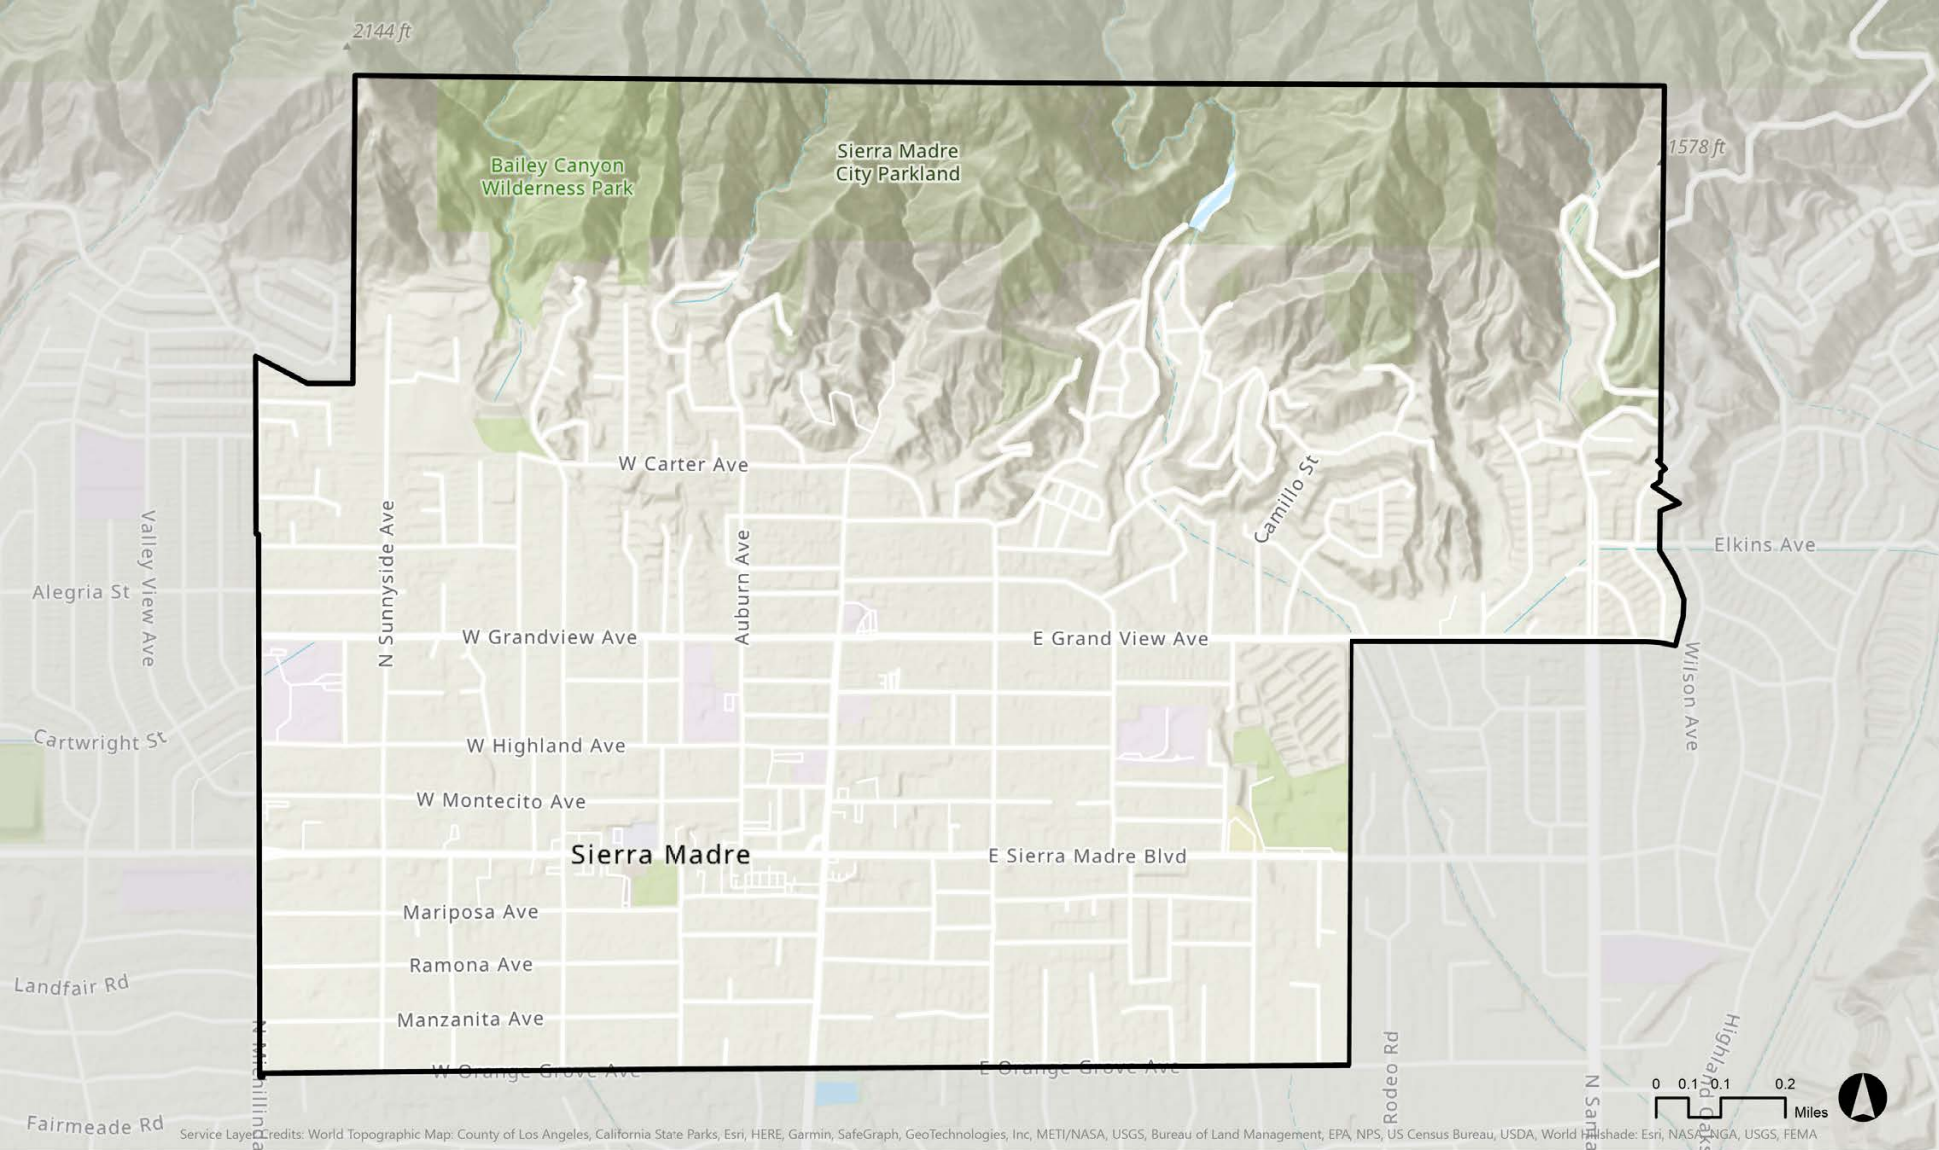 2144 ft
Sierra Madre
City Parkland
1578 ft
Bailey Canyon
Wilderness Park
W Carter Ave
Camillo St
N Sunnyside Ave
Valley View Ave
Auburn Ave
Elkins Ave
Alegria St
W Grandview Ave
E Grand View Ave
Wilson Ave
Cartwright St
W Highland Ave
W Montecito Ave
Sierra Madre
E Sierra Madre Blvd
Mariposa Ave
Ramona Ave
Landfair Rd
Manzanita Ave
W Orange Grove Ave
E Orange Grove Ave
Rodeo Rd
0 0.1 0.1 0.2
Miles
Fairmeade Rd
Service Layer Credits: World Topographic Map: County of Los Angeles, California State Parks, Esri, HERE, Garmin, SafeGraph, GeoTechnologies, Inc, METI/NASA, USGS, Bureau of Land Management, EPA, NPS, US Census Bureau, USDA, World Hillshade: Esri, NASA, NGA, USGS, FEMA